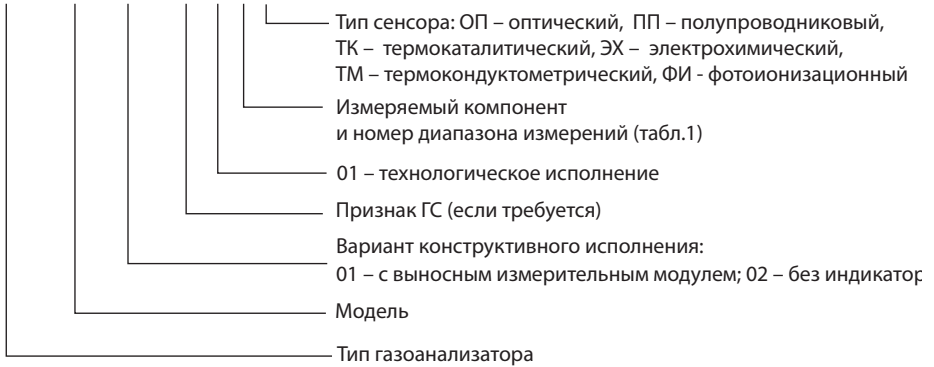 Тип сенсора: ОП – оптический, ПП – полупроводниковый,
ТК – термокаталитический, ЭХ – электрохимический,
ТМ – термокондуктометрический, ФИ - фотоионизационный
Измеряемый компонент
и номер диапазона измерений (табл.1)
01 – технологическое исполнение
Признак ГС (если требуется)
Вариант конструктивного исполнения:
01 – с выносным измерительным модулем; 02 – без индикатор
Модель
Тип газоанализатора